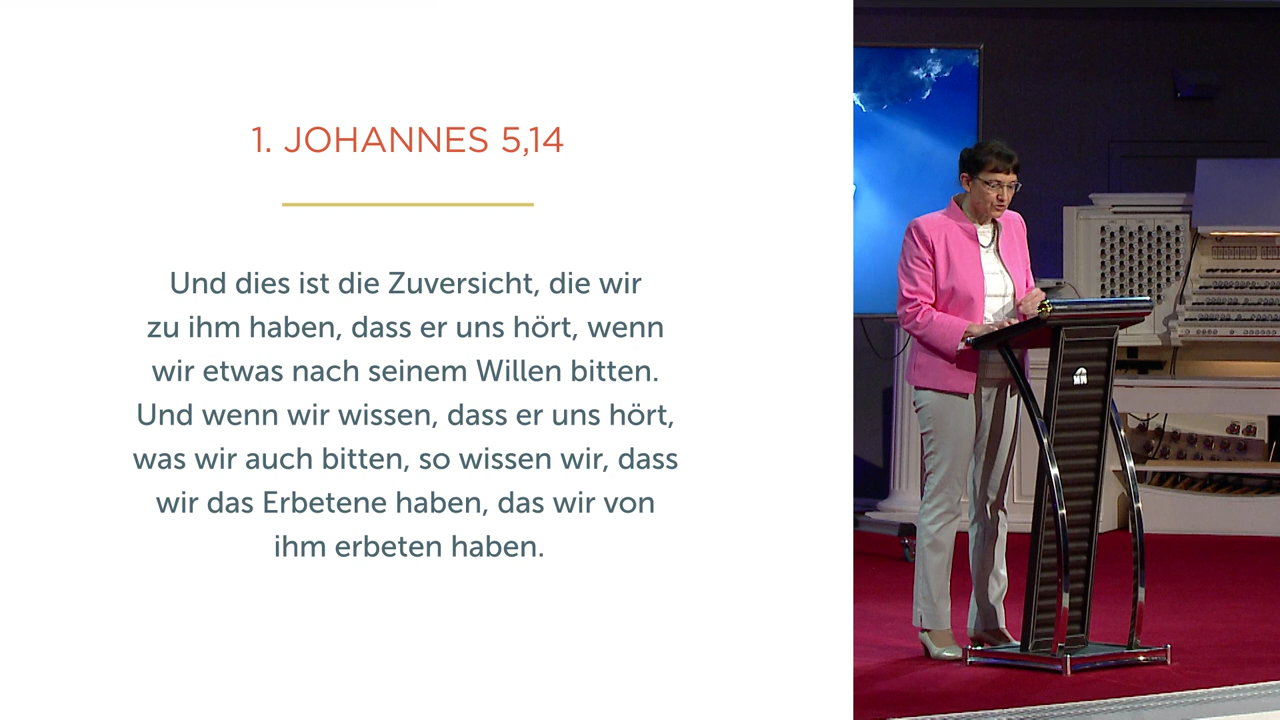 1. JOHANNES 5,14
Und dies ist die Zuversicht, die wir
zu ihm haben, dass er uns hört, wenn
wir etwas nach seinem Willen bitten.
Und wenn wir wissen, dass er uns hört,
was wir auch bitten, so wissen wir, dass
wir das Erbetene haben, das wir von
ihm erbeten haben.